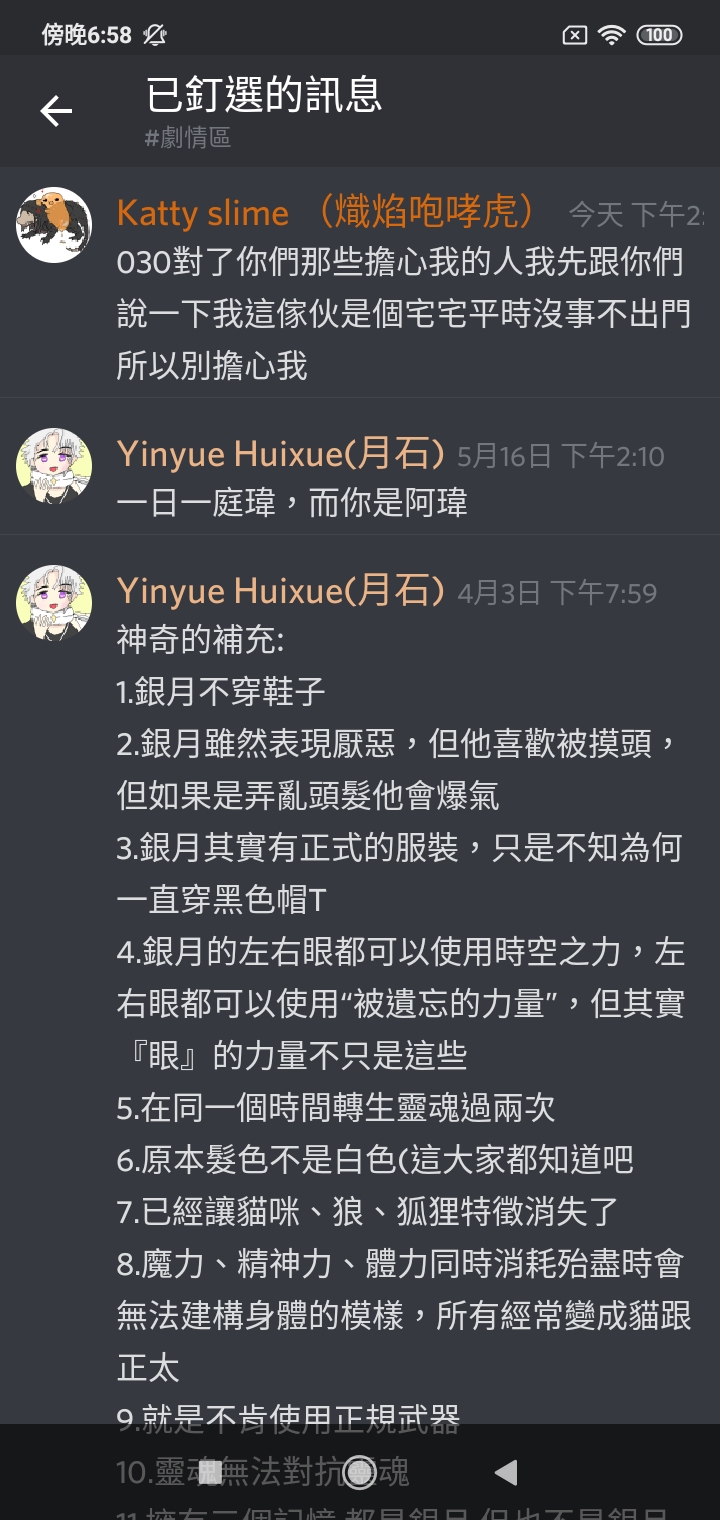 傍晚6:58
100
已釘選的訊息
#劇情區
Katty slime （熾焰咆哮虎） 今天 下午2:
030對了你們那些擔心我的人我先跟你們
說一下我這傢伙是個宅宅平時沒事不出門
所以別擔心我
Yinyue Huixue(月石) 5月16日 下午2:10
一日一庭瑋，而你是阿瑋
Yinyue Huixue(月石) 4月3日 下午7:59
神奇的補充:
1.銀月不穿鞋子
2.銀月雖然表現厭惡，但他喜歡被摸頭，
但如果是弄亂頭髮他會爆氣
3.銀月其實有正式的服裝，只是不知為何
一直穿黑色帽T
4.銀月的左右眼都可以使用時空之力，左
右眼都可以使用“被遺忘的力量”，但其實
『眼』的力量不只是這些
5.在同一個時間轉生靈魂過兩次
6.原本髮色不是白色(這大家都知道吧
7.已經讓貓咪、狼、狐狸特徵消失了
8.魔力、精神力、體力同時消耗殆盡時會
無法建構身體的模樣，所有經常變成貓跟
正太
9.就是不肯使用正規武器
10.靈魂無法對抗靈魂